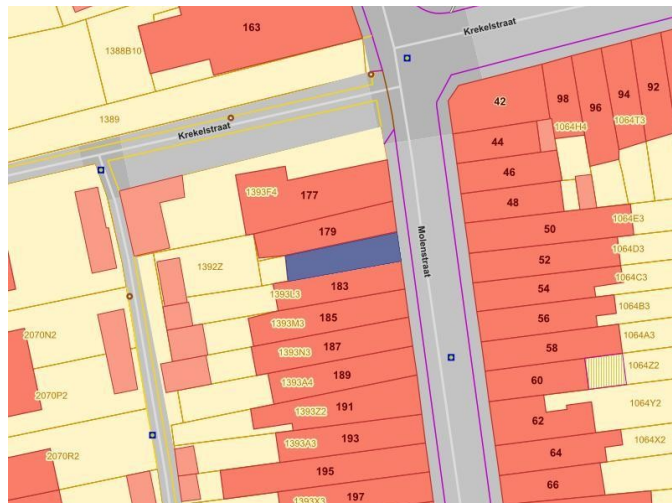 Krekelstraat
163
1388B10
1389
Krekelstraat
42
98
96
94
92
1064H4
1064T3
44
46
48
1393F4
177
179
Molenstraat
50
1064E3
52
1064D3
1392Z
1393L3
183
54
1064C3
1393M3
185
56
1064B3
2070N2
1393N3
187
58
1064A3
1393A4
189
60
1064Z2
2070P2
1393Z2
191
62
1064Y2
1393A3
193
64
1064X2
2070R2
195
66
1393X3
197